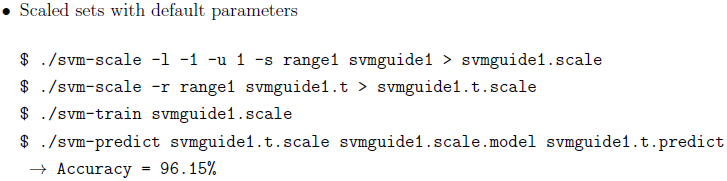 • Scaled sets with default parameters
$ ./svm-scale -l -1 -u 1 -s range1 svmguide1 > svmguide1.scale
$ ./svm-scale -r range1 svmguide1.t > svmguide1.t.scale
$ ./svm-train svmguide1.scale
$ ./svm-predict svmguide1.t.scale svmguide1.scale.model svmguide1.t.predict
→ Accuracy = 96.15%